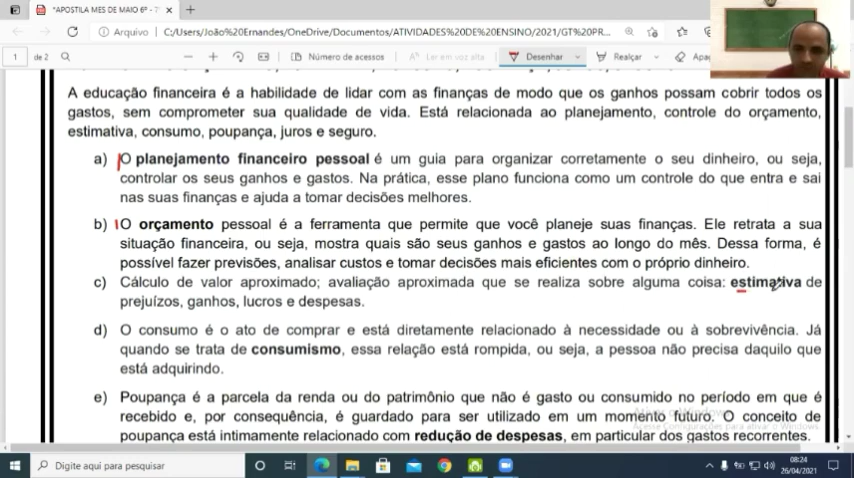 "APOSTILA MES DE MAIO 6º - 7º
Arquivo | C:/Users/João%20Ernandes/OneDrive/Documentos/ATIVIDADES%20DE%20ENSINO/2021/GT%20PR...
1 de 2 Número de acessos Ler em voz alta Desenhar Realçar Apag
A educação financeira é a habilidade de lidar com as finanças de modo que os ganhos possam cobrir todos os
gastos, sem comprometer sua qualidade de vida. Está relacionada ao planejamento, controle do orçamento,
estimativa, consumo, poupança, juros e seguro.
a) O planejamento financeiro pessoal é um guia para organizar corretamente o seu dinheiro, ou seja,
controlar os seus ganhos e gastos. Na prática, esse plano funciona como um controle do que entra e sai
nas suas finanças e ajuda a tomar decisões melhores.
b) O orçamento pessoal é a ferramenta que permite que você planeje suas finanças. Ele retrata a sua
situação financeira, ou seja, mostra quais são seus ganhos e gastos ao longo do mês. Dessa forma, é
possível fazer previsões, analisar custos e tomar decisões mais eficientes com o próprio dinheiro.
c) Cálculo de valor aproximado; avaliação aproximada que se realiza sobre alguma coisa: estimativa de
prejuízos, ganhos, lucros e despesas.
d) O consumo é o ato de comprar e está diretamente relacionado à necessidade ou à sobrevivência. Já
quando se trata de consumismo, essa relação está rompida, ou seja, a pessoa não precisa daquilo que
está adquirindo.
e) Poupança é a parcela da renda ou do patrimônio que não é gasto ou consumido no período em que é
recebido e, por consequência, é guardado para ser utilizado em um momento futuro. O conceito de
poupança está intimamente relacionado com redução de despesas, em particular dos gastos recorrentes.
Ativar o Windows
Acesse Configurações para ativar o Windows.
Digite aqui para pesquisar
08:24
26/04/2021